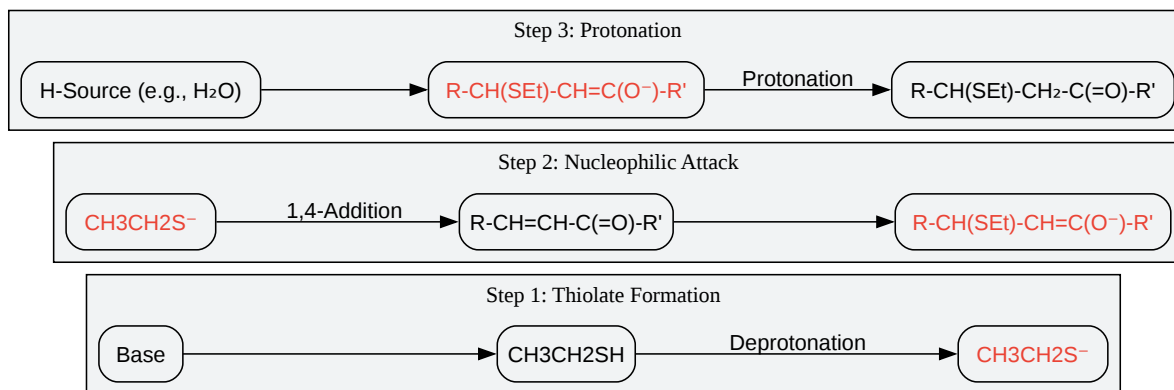 Step 3: Protonation
H-Source (e.g., H₂O)
R-CH(SEt)-CH=C(O⁻)-R'
Protonation
R-CH(SEt)-CH₂-C(=O)-R'
Step 2: Nucleophilic Attack
CH3CH2S⁻
1,4-Addition
R-CH=CH-C(=O)-R'
R-CH(SEt)-CH=C(O⁻)-R'
Step 1: Thiolate Formation
Base
CH3CH2SH
Deprotonation
CH3CH2S⁻